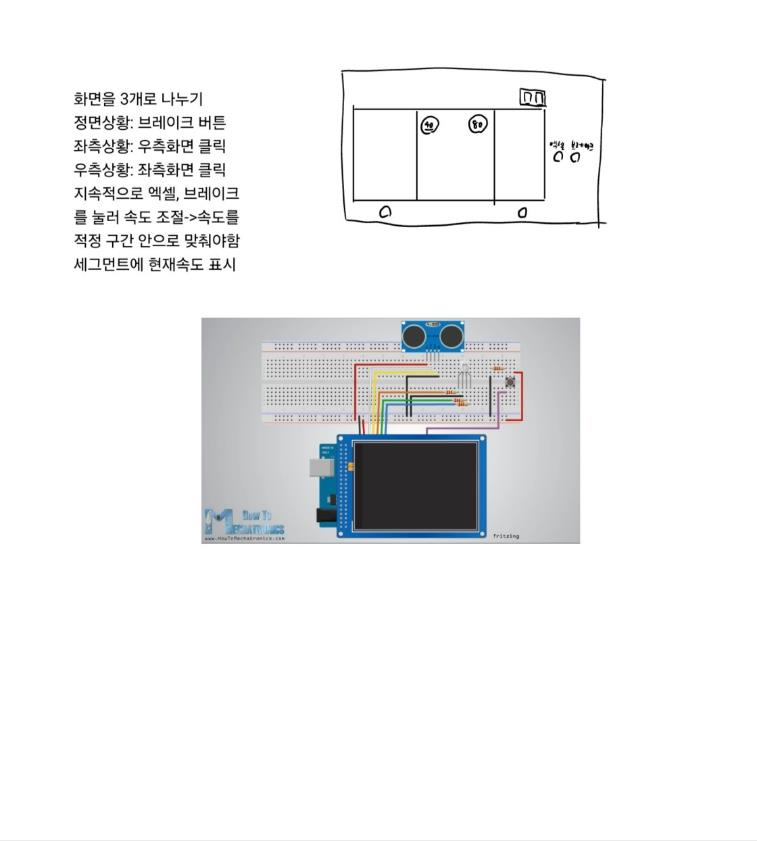 화면을 3개로 나누기
정면상황: 브레이크 버튼
좌측상황: 우측화면 클릭
우측상황: 좌측화면 클릭
지속적으로 엑셀, 브레이크
를 눌러 속도 조절->속도를
적정 구간 안으로 맞춰야함
세그먼트에 현재속도 표시
40 80
엑셀 브레이크
How To
Mechatronics
www.HowToMechatronics.com
fritzing